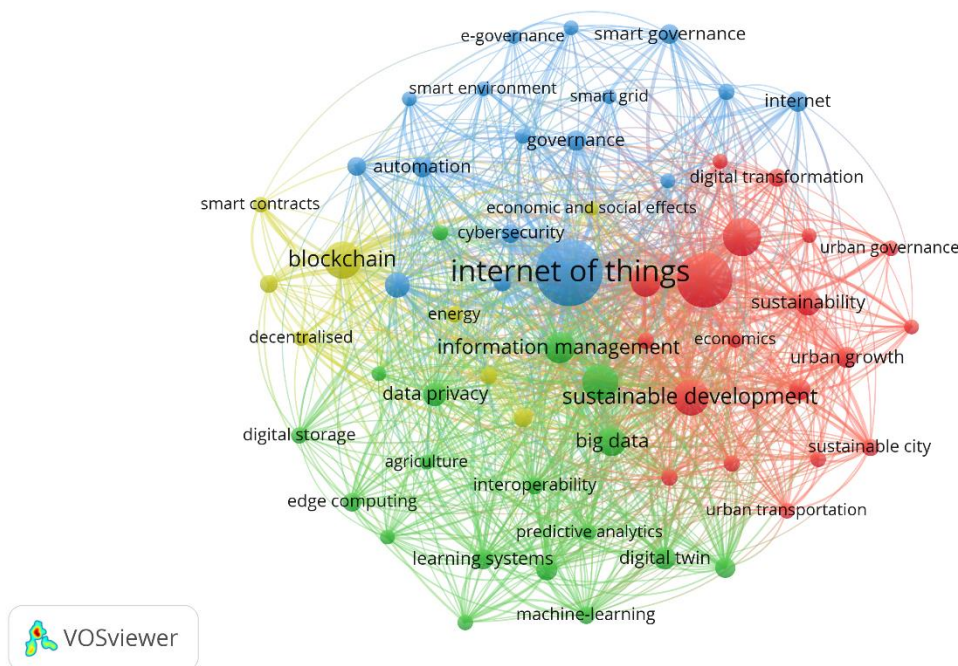 e-governance
smart governance
smart environment
smart grid
internet
governance
automation
digital transformation
smart contracts
economic and social effects
cybersecurity
urban governance
blockchain
internet of things
sustainability
energy
decentralised
economics
information management
urban growth
data privacy
sustainable development
digital storage
big data
sustainable city
agriculture
interoperability
edge computing
urban transportation
predictive analytics
learning systems
digital twin
machine-learning
VOSviewer